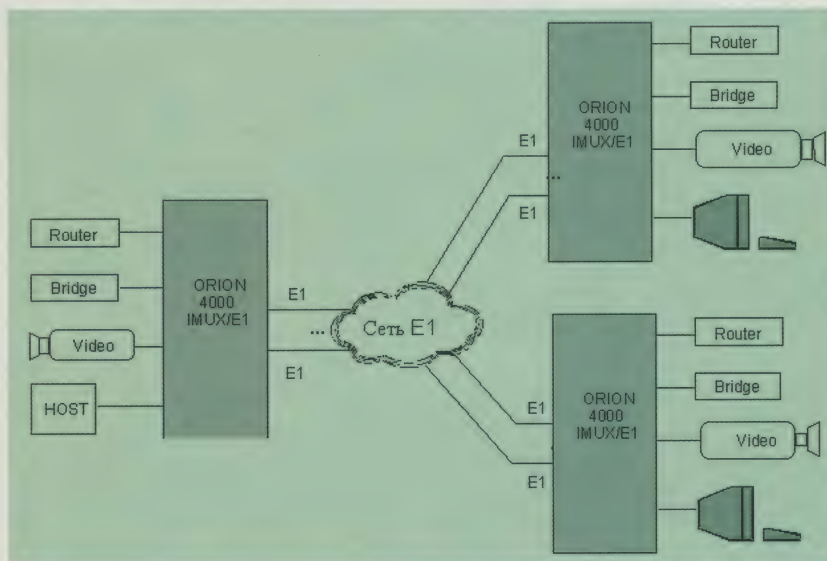 Router
Bridge
Video
HOST
ORION
4000
IMUX/E1
E1
...
E1
Сеть E1
E1
...
E1
ORION
4000
IMUX/E1
Router
Bridge
Video
E1
E1
ORION
4000
IMUX/E1
Router
Bridge
Video